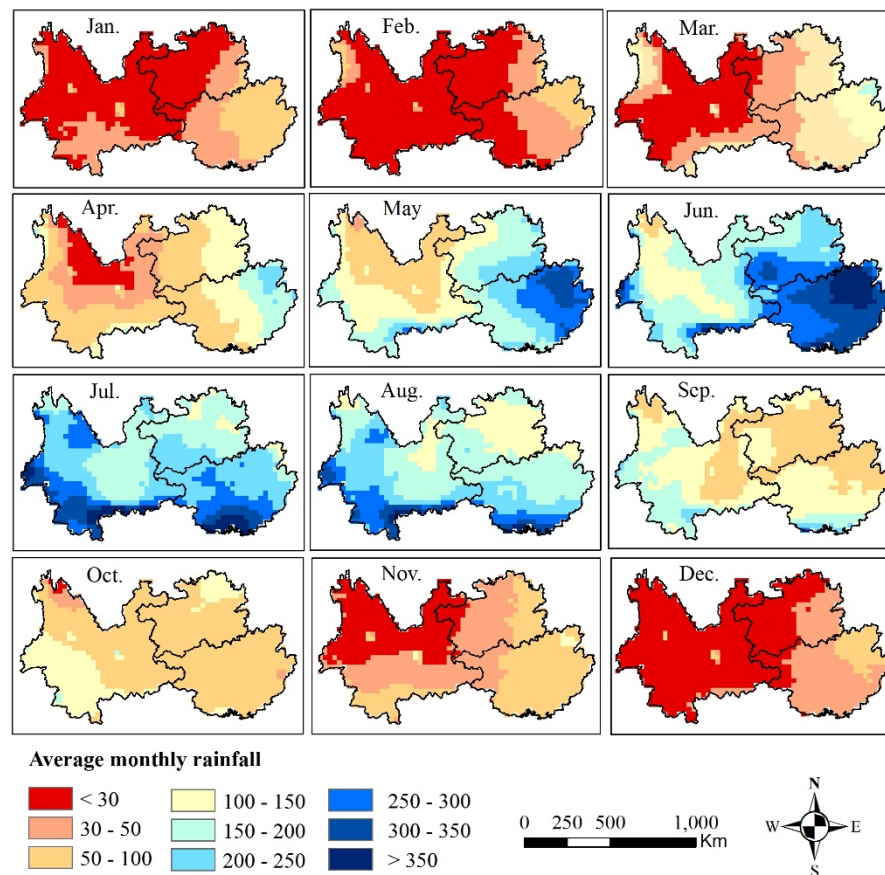 Jan.
Feb.
Mar.
Apr.
May
Jun.
Jul.
Aug.
Sep.
Oct.
Nov.
Dec.
Average monthly rainfall
< 30
100 - 150
250 - 300
30 - 50
150 - 200
300 - 350
50 - 100
200 - 250
> 350
0 250 500 1,000
Km
N
W E
S